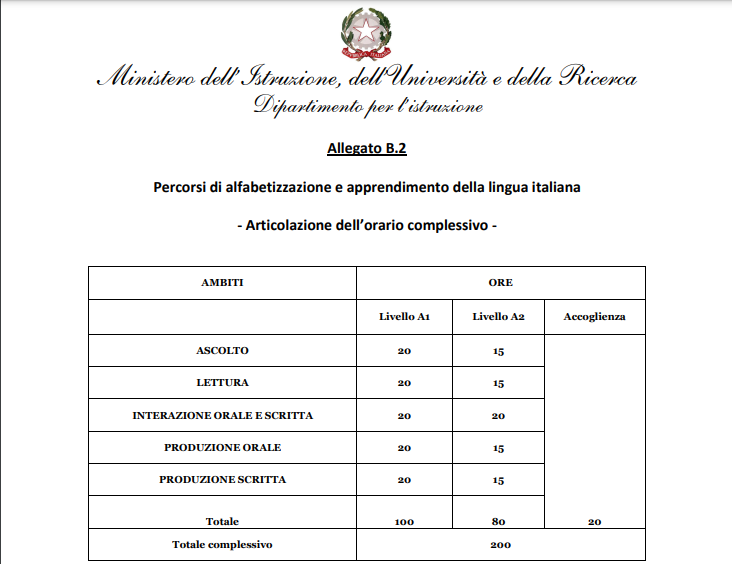 REPUBBLICA ITALIANA
Ministero dell'Istruzione, dell'Università e della Ricerca
Dipartimento per l'istruzione
Allegato B.2
Percorsi di alfabetizzazione e apprendimento della lingua italiana
- Articolazione dell'orario complessivo -
AMBITI ORE
Livello A1 Livello A2 Accoglienza
ASCOLTO 20 15
LETTURA 20 15
INTERAZIONE ORALE E SCRITTA 20 20
PRODUZIONE ORALE 20 15
PRODUZIONE SCRITTA 20 15
Totale 100 80 20
Totale complessivo 200